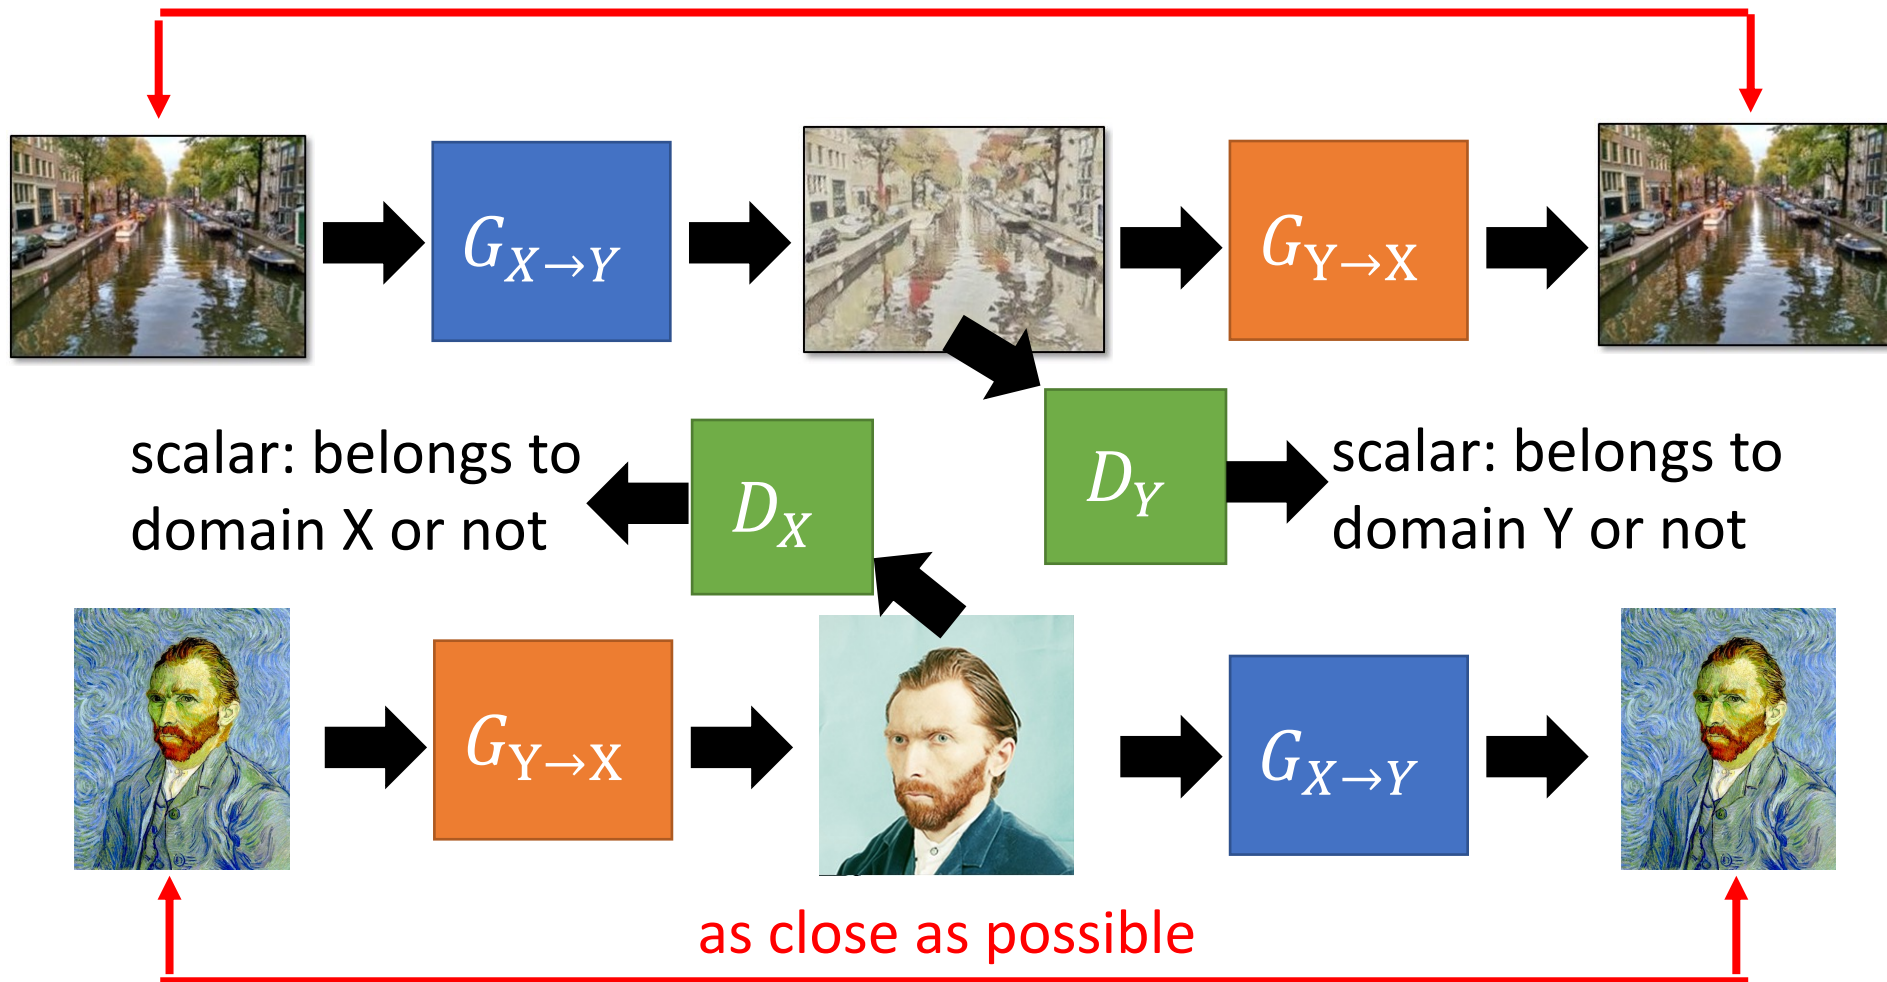 G_{X→Y}
G_{Y→X}
scalar: belongs to
domain X or not
D_X
D_Y
scalar: belongs to
domain Y or not
G_{Y→X}
G_{X→Y}
as close as possible